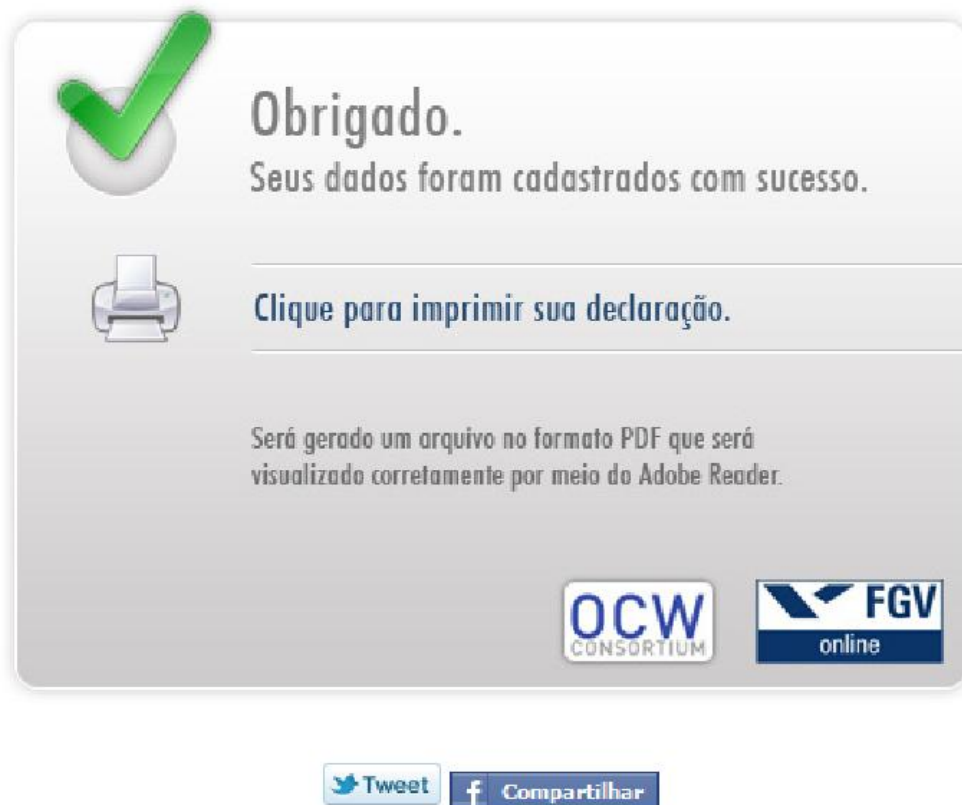 Obrigado.
Seus dados foram cadastrados com sucesso.
Clique para imprimir sua declaração.
Será gerado um arquivo no formato PDF que será
visualizado corretamente por meio do Adobe Reader.
OCW
CONSORTIUM
FGV
online
Tweet
f Compartilhar